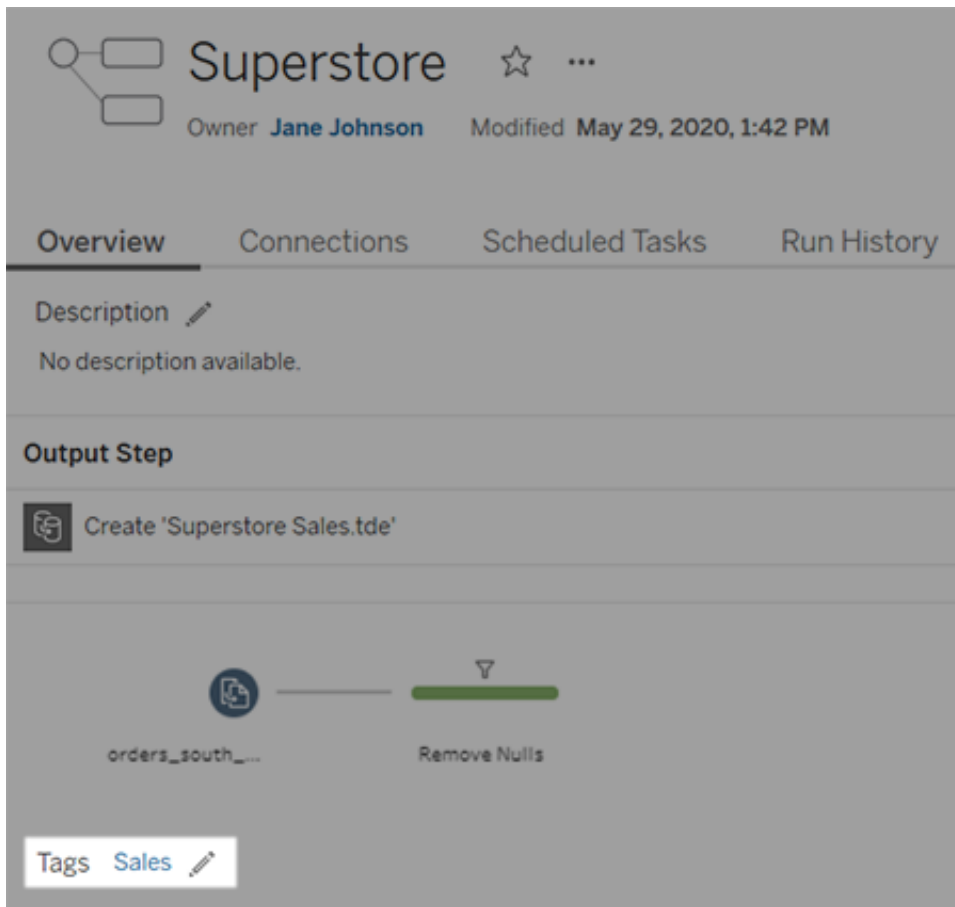 Superstore
Owner Jane Johnson Modified May 29, 2020, 1:42 PM
Overview Connections Scheduled Tasks Run History
Description
No description available.
Output Step
Create 'Superstore Sales.tde'
orders_south_... Remove Nulls
Tags Sales